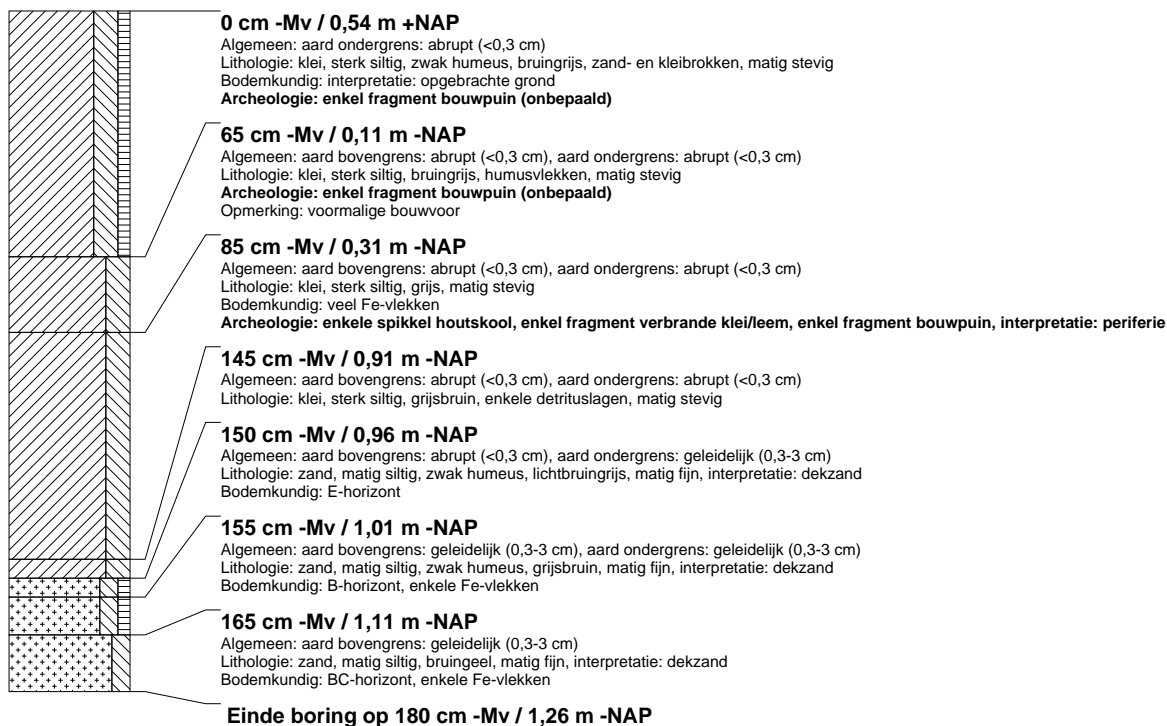 0 cm -Mv / 0,54 m +NAP
Algemeen: aard ondergrens: abrupt (<0,3 cm)
Lithologie: klei, sterk siltig, zwak humeus, bruingrijs, zand- en kleibrokken, matig stevig
Bodemkundig: interpretatie: opgebrachte grond
Archeologie: enkel fragment bouwpuin (onbepaald)
65 cm -Mv / 0,11 m -NAP
Algemeen: aard bovengrens: abrupt (<0,3 cm), aard ondergrens: abrupt (<0,3 cm)
Lithologie: klei, sterk siltig, bruingrijs, humusvlekken, matig stevig
Archeologie: enkel fragment bouwpuin (onbepaald)
Opmerking: voormalige bouwvoor
85 cm -Mv / 0,31 m -NAP
Algemeen: aard bovengrens: abrupt (<0,3 cm), aard ondergrens: abrupt (<0,3 cm)
Lithologie: klei, sterk siltig, grijs, matig stevig
Bodemkundig: veel Fe-vlekken
Archeologie: enkele spikkel houtskool, enkel fragment verbrande klei/leem, enkel fragment bouwpuin, interpretatie: periferie
145 cm -Mv / 0,91 m -NAP
Algemeen: aard bovengrens: abrupt (<0,3 cm), aard ondergrens: abrupt (<0,3 cm)
Lithologie: klei, sterk siltig, grijsbruin, enkele detrituslagen, matig stevig
150 cm -Mv / 0,96 m -NAP
Algemeen: aard bovengrens: abrupt (<0,3 cm), aard ondergrens: geleidelijk (0,3-3 cm)
Lithologie: zand, matig siltig, zwak humeus, lichtbruingrijs, matig fijn, interpretatie: dekzand
Bodemkundig: E-horizont
155 cm -Mv / 1,01 m -NAP
Algemeen: aard bovengrens: geleidelijk (0,3-3 cm), aard ondergrens: geleidelijk (0,3-3 cm)
Lithologie: zand, matig siltig, zwak humeus, grijsbruin, matig fijn, interpretatie: dekzand
Bodemkundig: B-horizont, enkele Fe-vlekken
165 cm -Mv / 1,11 m -NAP
Algemeen: aard bovengrens: geleidelijk (0,3-3 cm)
Lithologie: zand, matig siltig, bruingeel, matig fijn, interpretatie: dekzand
Bodemkundig: BC-horizont, enkele Fe-vlekken
Einde boring op 180 cm -Mv / 1,26 m -NAP